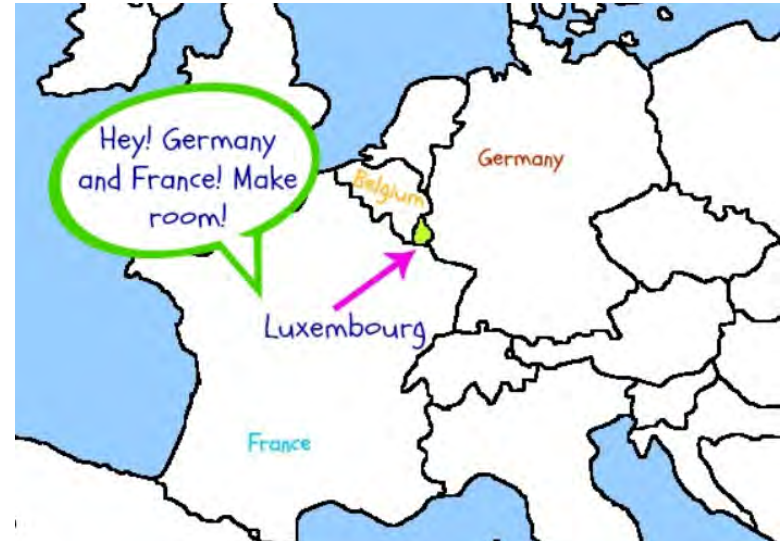 Hey! Germany
and France! Make
room!
Germany
Belgium
Luxembourg
France